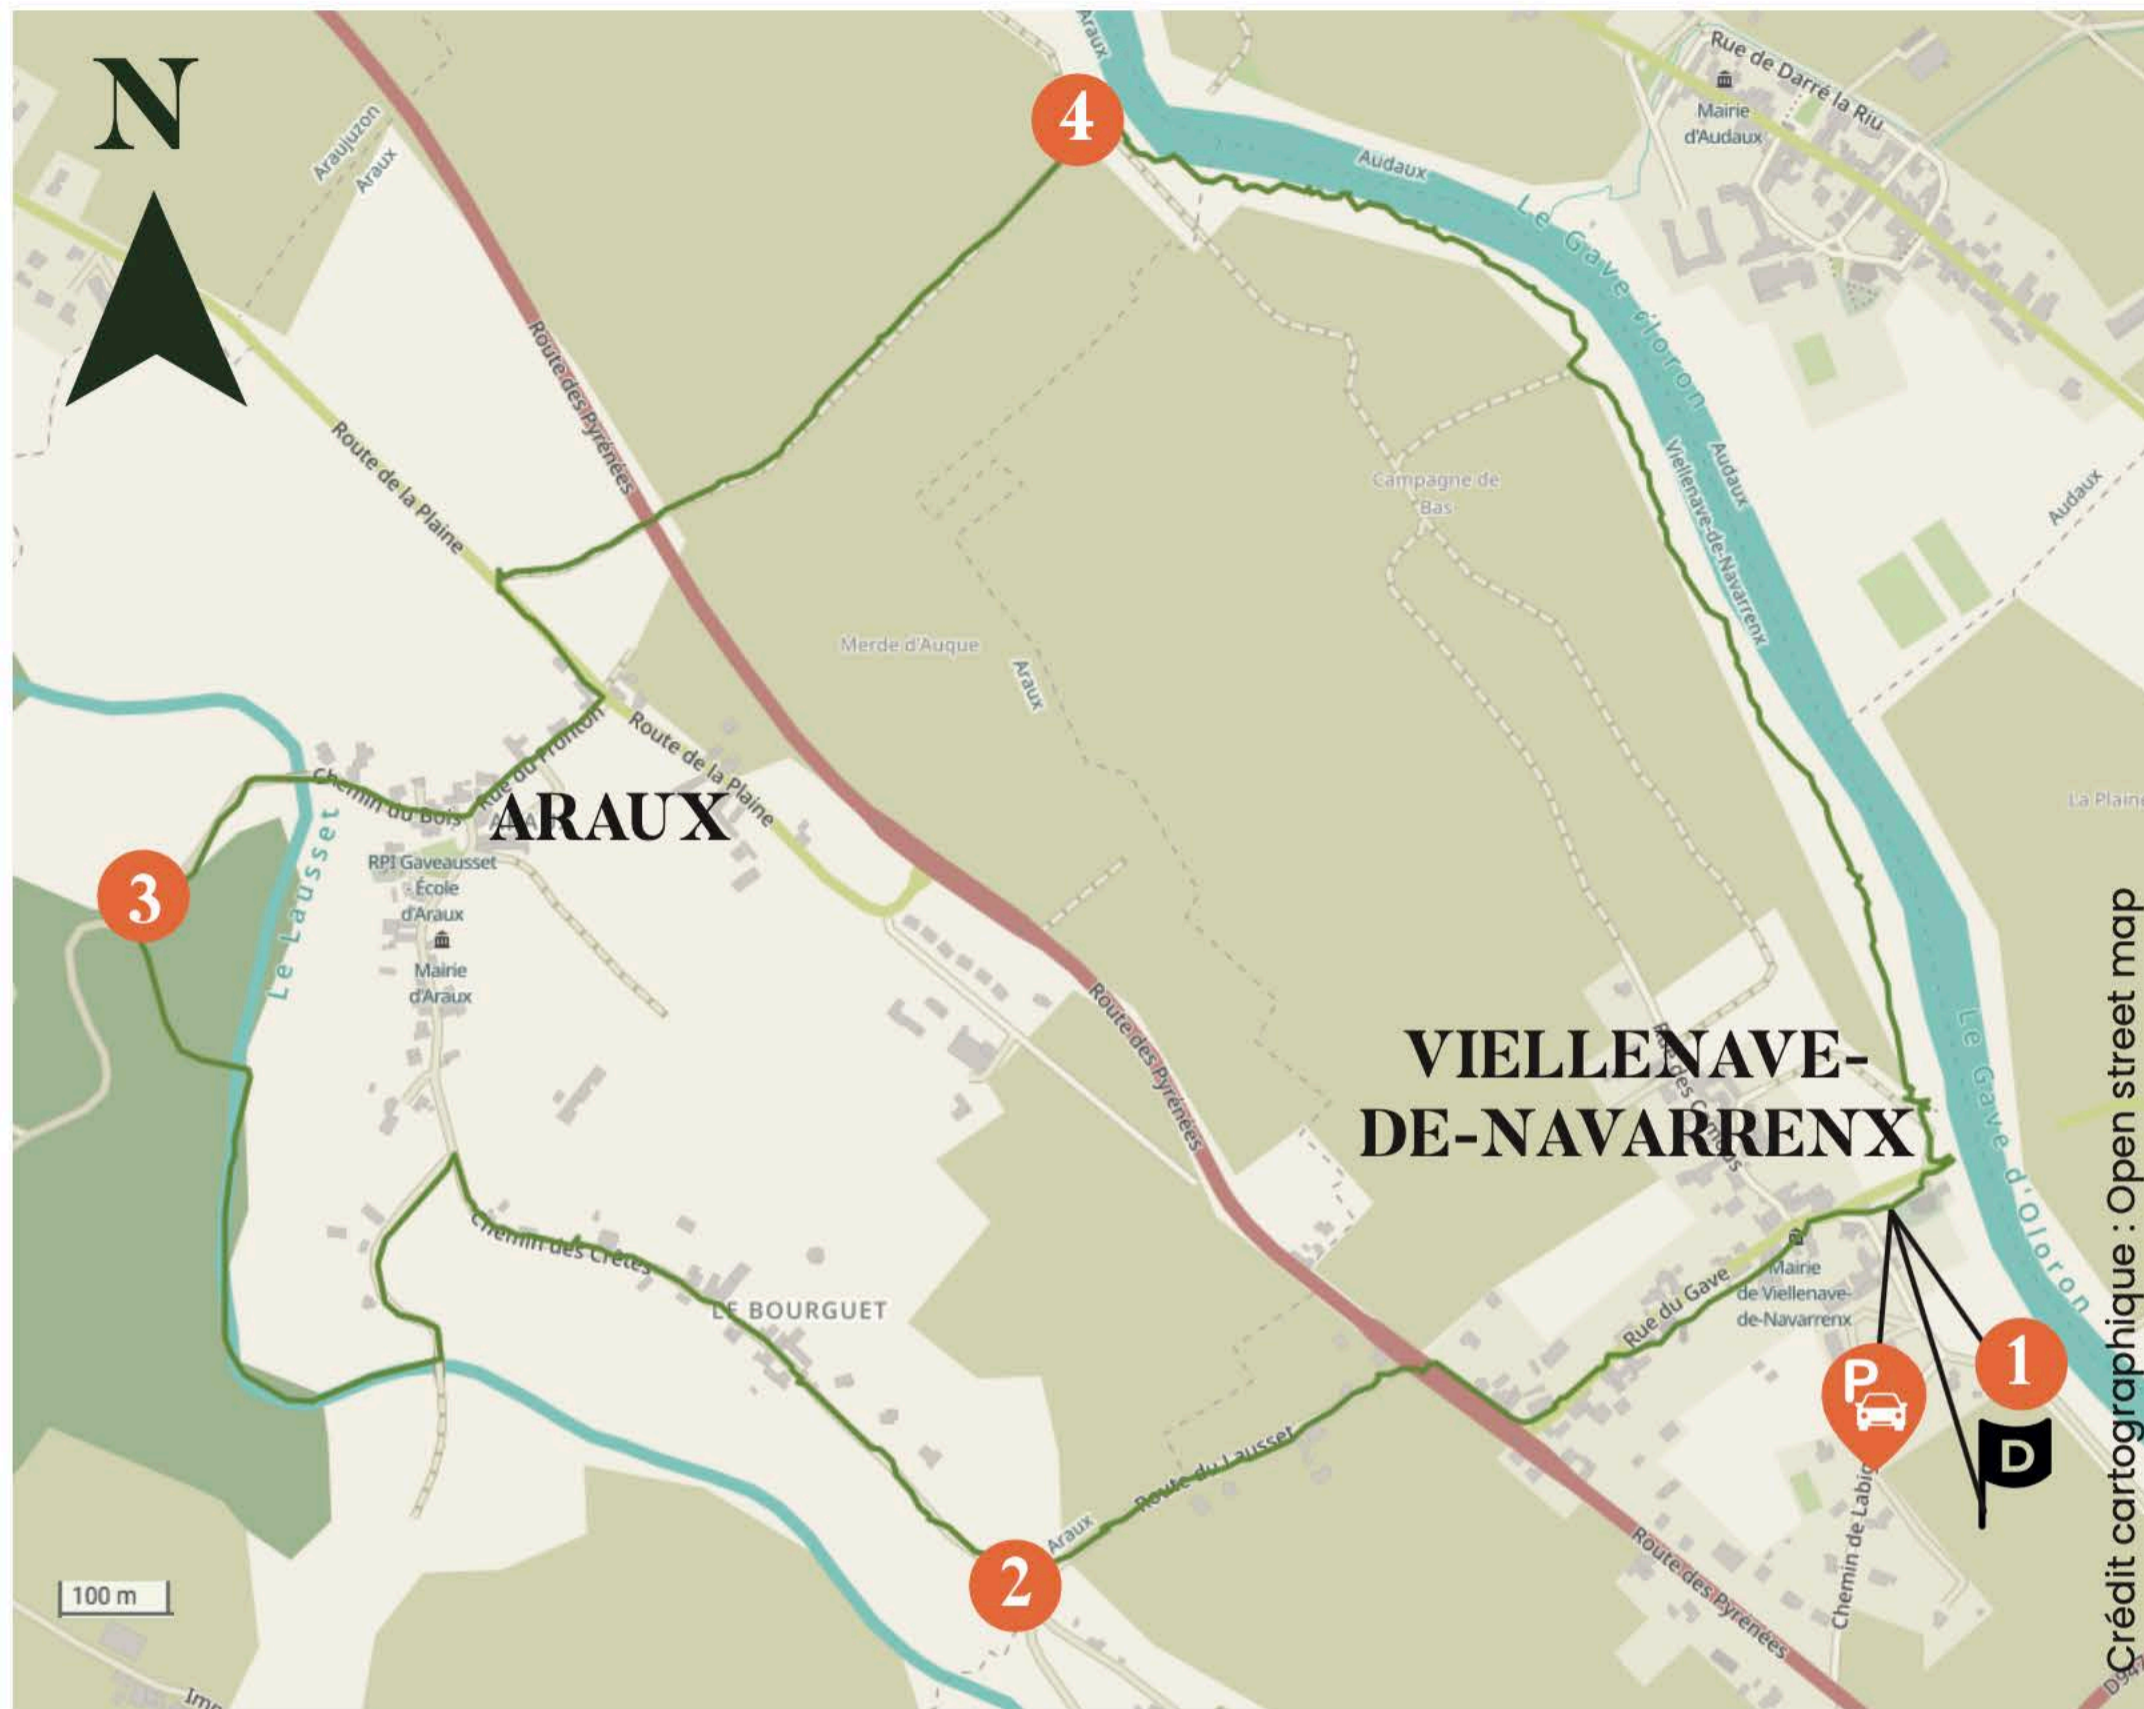 N
Araujuzon
Araux
Araux
4
Audaux
Le Gave d'Oloron
Rue de Darré la Riu
Mairie
d'Audaux
Route des Pyrénées
Route de la Plaine
Campagne de
Bas
Audaux
Vielenave-de-Navarrenx
Audaux
Merde d'Auque
Araux
Route de la Plaine
Rue du Fronton
Chemin du Bois
ARAUX
Le Lausset
RPI Gaveausset
- École
d'Araux
Mairie
d'Araux
3
La Plaine
Route des Pyrénées
VIELLENAVE-
DE-NAVARRENX
Le Gave d'Oloron
Chemin des Crêtes
LE BOURGUET
Rue du Gave
Mairie
de Viellenave-
de-Navarrenx
1
P
D
Route du Lausset
Araux
2
Route des Pyrénées
100 m
Crédit cartographique : Open street map